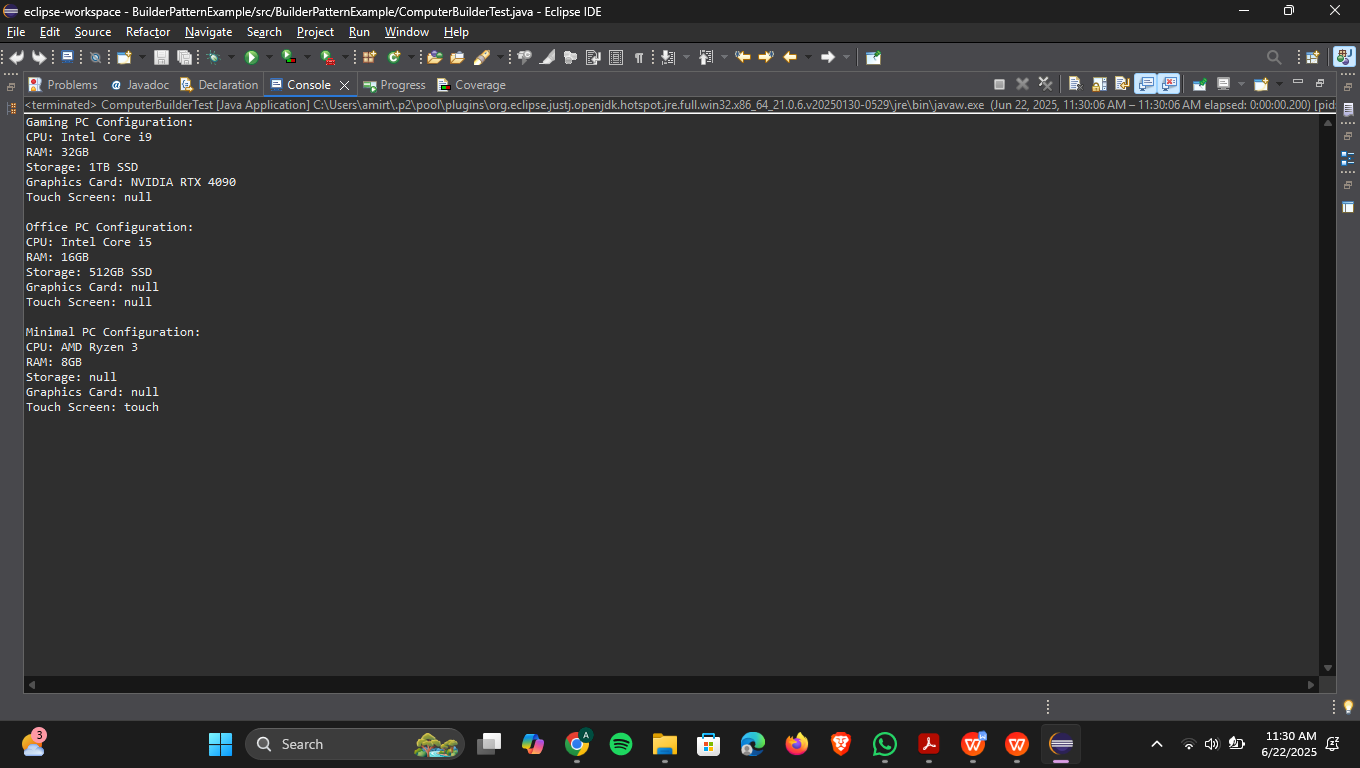 eclipse-workspace - BuilderPatternExample/src/BuilderPatternExample/ComputerBuilderTest.java - Eclipse IDE
File Edit Source Refactor Navigate Search Project Run Window Help
Problems Javadoc Declaration Console Progress Coverage
<terminated> ComputerBuilderTest [Java Application] C:\Users\amirt\.p2\pool\plugins\org.eclipse.justj.openjdk.hotspot.jre.full.win32.x86_64_21.0.6.v20250130-0529\jre\bin\javaw.exe (Jun 22, 2025, 11:30:06 AM – 11:30:06 AM elapsed: 0:00:00.200) [pid:
Gaming PC Configuration:
CPU: Intel Core i9
RAM: 32GB
Storage: 1TB SSD
Graphics Card: NVIDIA RTX 4090
Touch Screen: null
Office PC Configuration:
CPU: Intel Core i5
RAM: 16GB
Storage: 512GB SSD
Graphics Card: null
Touch Screen: null
Minimal PC Configuration:
CPU: AMD Ryzen 3
RAM: 8GB
Storage: null
Graphics Card: null
Touch Screen: touch
3
Search
A
11:30 AM
6/22/2025